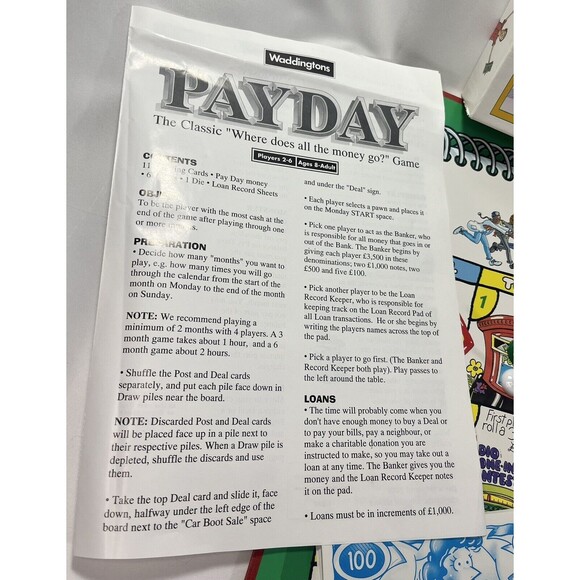 Waddingtons
PAYDAY
The Classic "Where does all the money go?" Game
Players 2-6 Ages 8-Adult
CONTENTS
Cards • Pay Day money
• 1 Die • Loan Record Sheets
To be the player with the most cash at the
end of the game after playing through one
or more
PREPARATION
• Decide how many "months" you want to
play, e.g. how many times you will go
through the calendar from the start of the
month on Monday to the end of the month
on Sunday.
NOTE: We recommend playing a
minimum of 2 months with 4 players. A 3
month game takes about 1 hour, and a 6
month game about 2 hours.
• Shuffle the Post and Deal cards
separately, and put each pile face down in
Draw piles near the board.
NOTE: Discarded Post and Deal cards
will be placed face up in a pile next to
their respective piles. When a Draw pile is
depleted, shuffle the discards and use
them.
• Take the top Deal card and slide it, face
down, halfway under the left edge of the
board next to the "Car Boot Sale" space
and under the "Deal" sign.
• Each player selects a pawn and places it
on the Monday START space.
• Pick one player to act as the Banker, who
is responsible for all money that goes in or
out of the Bank. The Banker begins by
giving each player £3,500 in these
denominations; two £1,000 notes, two
£500 and five £100.
• Pick another player to be the Loan
Record Keeper, who is responsible for
keeping track on the Loan Record Pad of
all Loan transactions. He or she begins by
writing the players names across the top of
the pad.
• Pick a player to go first. (The Banker and
Record Keeper both play). Play passes to
the left around the table.
LOANS
• The time will probably come when you
don't have enough money to buy a Deal or
to pay your bills, pay a neighbour, or
make a charitable donation you are
instructed to make, so you may take out a
loan at any time. The Banker gives you the
money and the Loan Record Keeper notes
it on the pad.
• Loans must be in increments of £1,000.
1
First
roll a
100